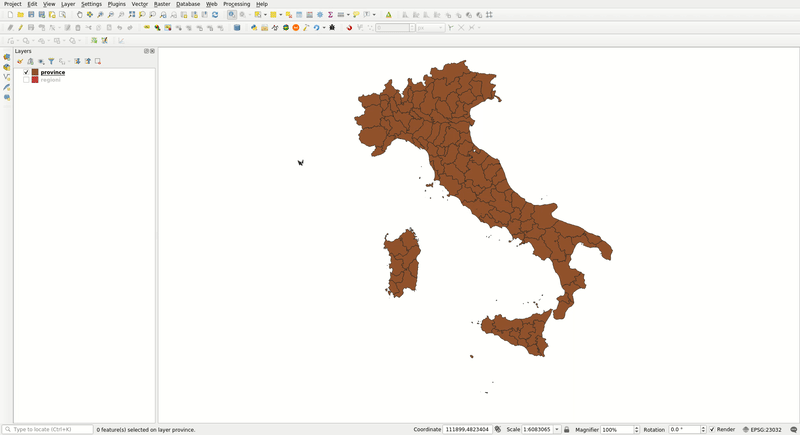 Project Edit View Layer Settings Plugins Vector Raster Database Web Processing Help
Layers
province
regioni
Type to locate (Ctrl+K) 0 feature(s) selected on layer province. Coordinate 111899,4823404 Scale 1:6083065 Magnifier 100% Rotation 0.0 ° Render EPSG:23032